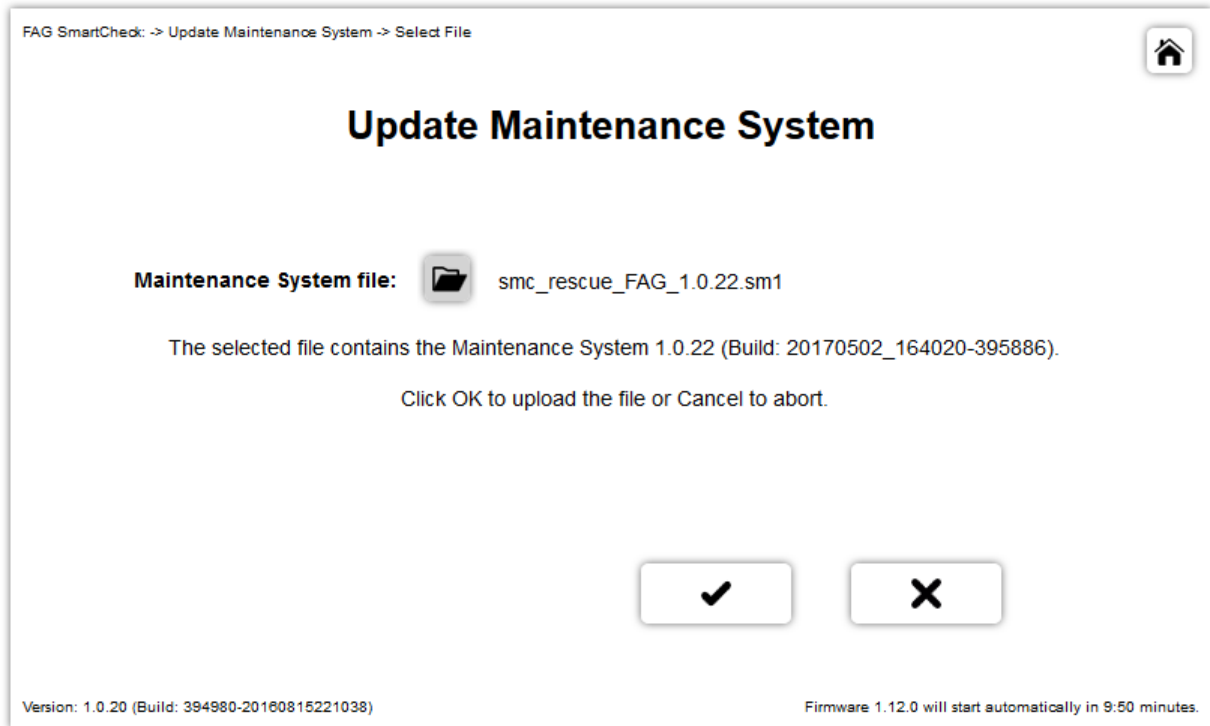 FAG SmartCheck: -> Update Maintenance System -> Select File
Update Maintenance System
Maintenance System file: smc_rescue_FAG_1.0.22.sm1
The selected file contains the Maintenance System 1.0.22 (Build: 20170502_164020-395886).
Click OK to upload the file or Cancel to abort.
Version: 1.0.20 (Build: 394980-20160815221038) Firmware 1.12.0 will start automatically in 9:50 minutes.